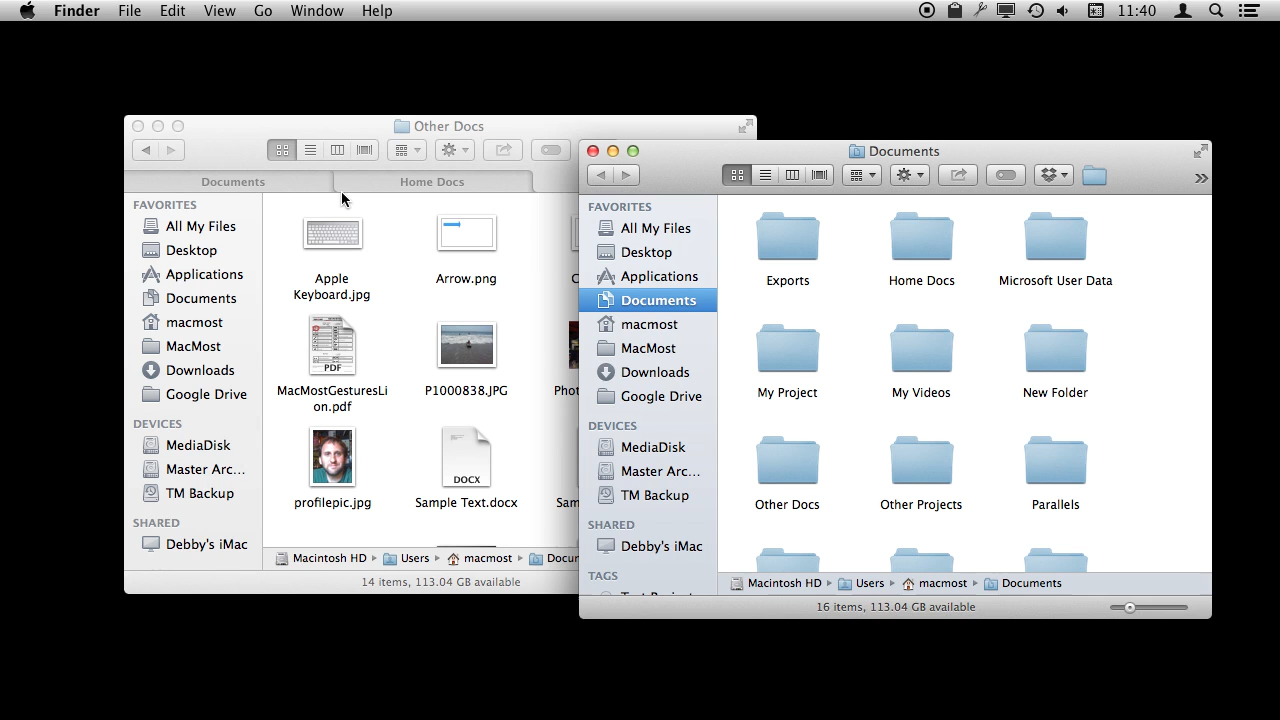 Finder File Edit View Go Window Help 11:40
Other Docs
Documents Home Docs
FAVORITES
All My Files
Desktop
Applications
Documents
macmost
MacMost
Downloads
Google Drive
DEVICES
MediaDisk
Master Arc...
TM Backup
SHARED
Debby's iMac
Apple
Keyboard.jpg
Arrow.png
PDF
MacMostGesturesLi
on.pdf
P1000838.JPG
profilepic.jpg
DOCX
Sample Text.docx
Macintosh HD Users macmost
14 items, 113.04 GB available
Documents
FAVORITES
All My Files
Desktop
Applications
Documents
macmost
MacMost
Downloads
Google Drive
DEVICES
MediaDisk
Master Arc...
TM Backup
SHARED
Debby's iMac
TAGS
Exports Home Docs Microsoft User Data
My Project My Videos New Folder
Other Docs Other Projects Parallels
Macintosh HD Users macmost Documents
16 items, 113.04 GB available